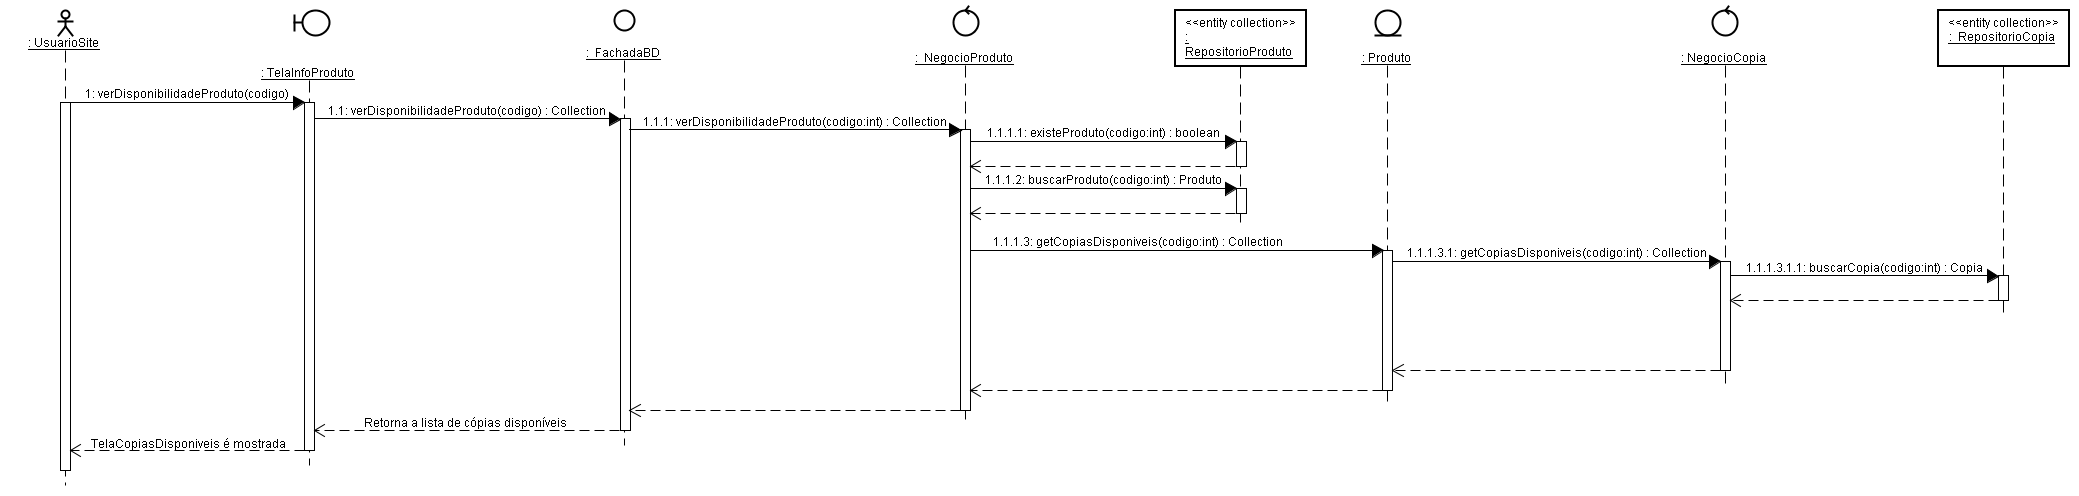 : UsuarioSite
: TelaInfoProduto
: FachadaBD
: NegocioProduto
<<entity collection>>
:
RepositorioProduto
: Produto
: NegocioCopia
<<entity collection>>
: RepositorioCopia
1: verDisponibilidadeProduto(codigo)
1.1: verDisponibilidadeProduto(codigo) : Collection
1.1.1: verDisponibilidadeProduto(codigo:int) : Collection
1.1.1.1: existeProduto(codigo:int) : boolean
1.1.1.2: buscarProduto(codigo:int) : Produto
1.1.1.3: getCopiasDisponiveis(codigo:int) : Collection
1.1.1.3.1: getCopiasDisponiveis(codigo:int) : Collection
1.1.1.3.1.1: buscarCopia(codigo:int) : Copia
Retorna a lista de cópias disponíveis
TelaCopiasDisponiveis é mostrada